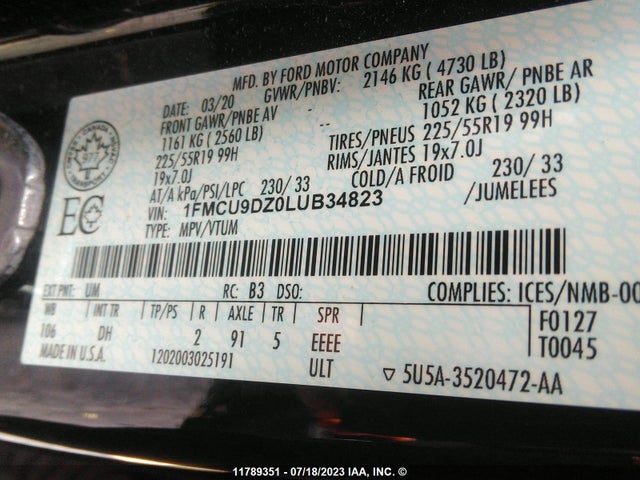 MFD. BY FORD MOTOR COMPANY
DATE: 03/20 GVWR/PNBV: 2146 KG ( 4730 LB)
FRONT GAWR/PNBE AV - REAR GAWR/ PNBE AR
1161 KG ( 2560 LB) -- 1052 KG ( 2320 LB)
225/55R19 99H TIRES/PNEUS 225/55R19 99H
19x7.0J RIMS/JANTES 19x7.0J
AT/A kPa/PSI/LPC 230/ 33 COLD/A FROID 230/ 33
VIN: 1FMCU9DZ0LUB34823 /JUMELEES
TYPE: MPV/VTUM
EC
EXT PNT: UM RC: B3 DSO: COMPLIES: ICES/NMB-00
WB INT TR TP/PS R AXLE TR SPR F0127
106 DH 2 91 5 EEEE T0045
MADE IN U.S.A. 1202003025191 ULT ▽ 5U5A-3520472-AA
11789351 - 07/18/2023 IAA, INC. ©